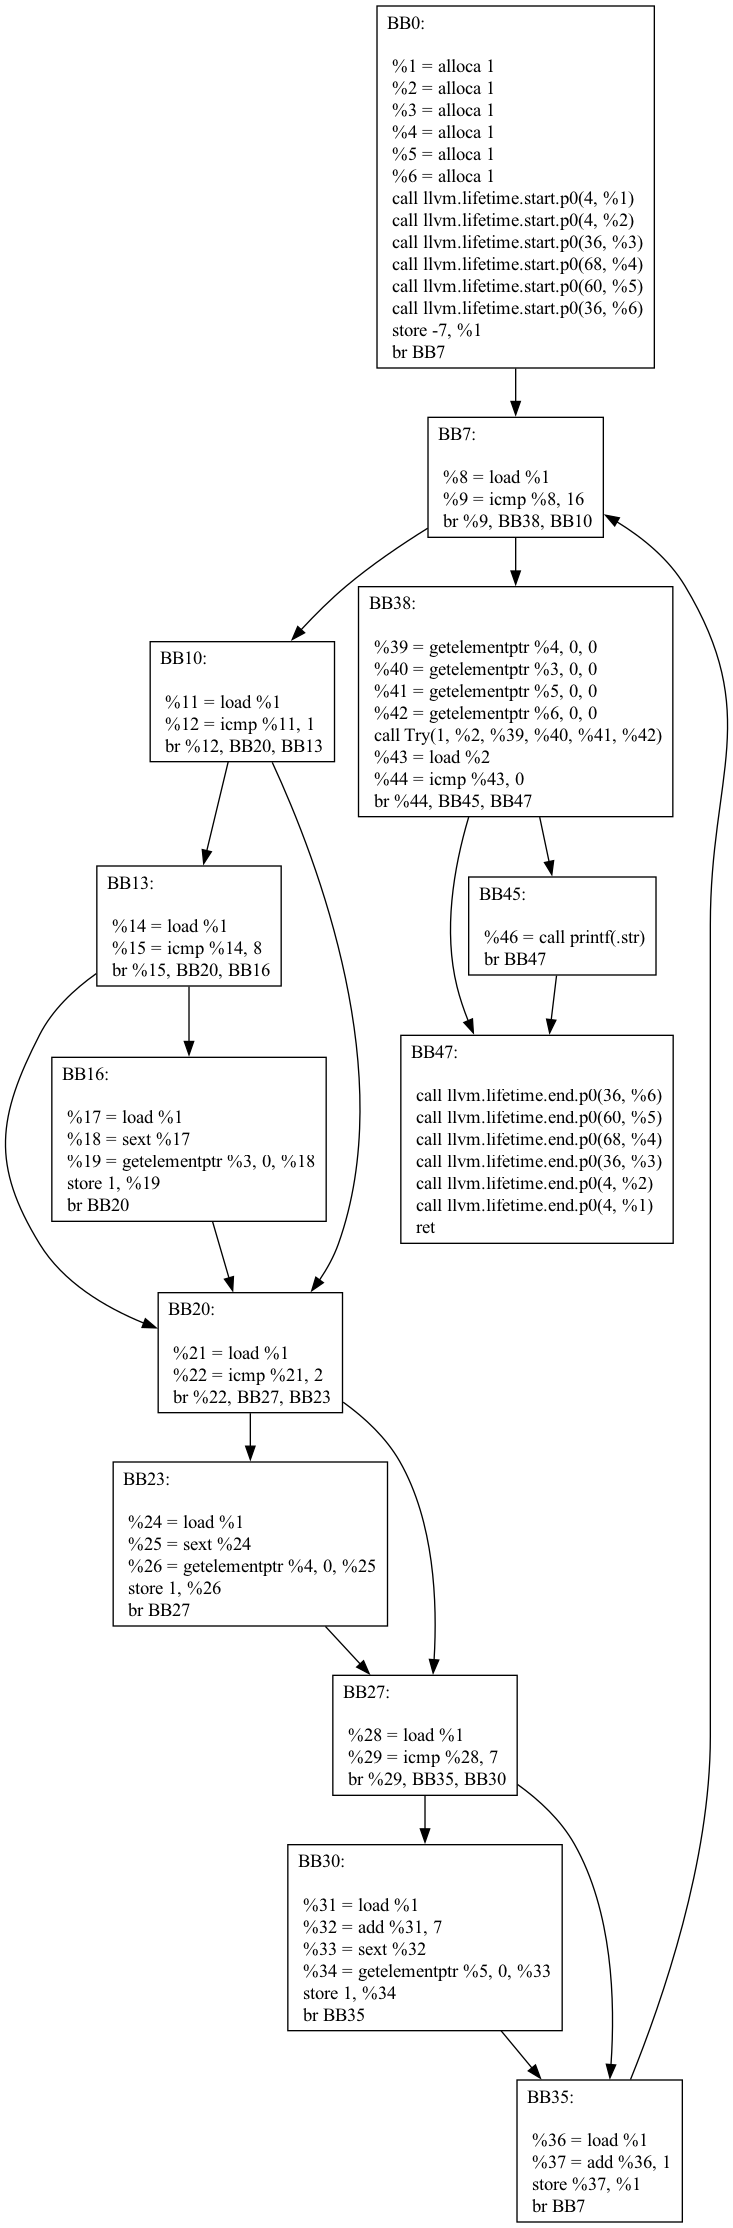 BB0:
%1 = alloca 1
%2 = alloca 1
%3 = alloca 1
%4 = alloca 1
%5 = alloca 1
%6 = alloca 1
call llvm.lifetime.start.p0(4, %1)
call llvm.lifetime.start.p0(4, %2)
call llvm.lifetime.start.p0(36, %3)
call llvm.lifetime.start.p0(68, %4)
call llvm.lifetime.start.p0(60, %5)
call llvm.lifetime.start.p0(36, %6)
store -7, %1
br BB7
BB7:
%8 = load %1
%9 = icmp %8, 16
br %9, BB38, BB10
BB38:
%39 = getelementptr %4, 0, 0
%40 = getelementptr %3, 0, 0
%41 = getelementptr %5, 0, 0
%42 = getelementptr %6, 0, 0
call Try(1, %2, %39, %40, %41, %42)
%43 = load %2
%44 = icmp %43, 0
br %44, BB45, BB47
BB10:
%11 = load %1
%12 = icmp %11, 1
br %12, BB20, BB13
BB13:
%14 = load %1
%15 = icmp %14, 8
br %15, BB20, BB16
BB45:
%46 = call printf(.str)
br BB47
BB47:
call llvm.lifetime.end.p0(36, %6)
call llvm.lifetime.end.p0(60, %5)
call llvm.lifetime.end.p0(68, %4)
call llvm.lifetime.end.p0(36, %3)
call llvm.lifetime.end.p0(4, %2)
call llvm.lifetime.end.p0(4, %1)
ret
BB16:
%17 = load %1
%18 = sext %17
%19 = getelementptr %3, 0, %18
store 1, %19
br BB20
BB20:
%21 = load %1
%22 = icmp %21, 2
br %22, BB27, BB23
BB23:
%24 = load %1
%25 = sext %24
%26 = getelementptr %4, 0, %25
store 1, %26
br BB27
BB27:
%28 = load %1
%29 = icmp %28, 7
br %29, BB35, BB30
BB30:
%31 = load %1
%32 = add %31, 7
%33 = sext %32
%34 = getelementptr %5, 0, %33
store 1, %34
br BB35
BB35:
%36 = load %1
%37 = add %36, 1
store %37, %1
br BB7